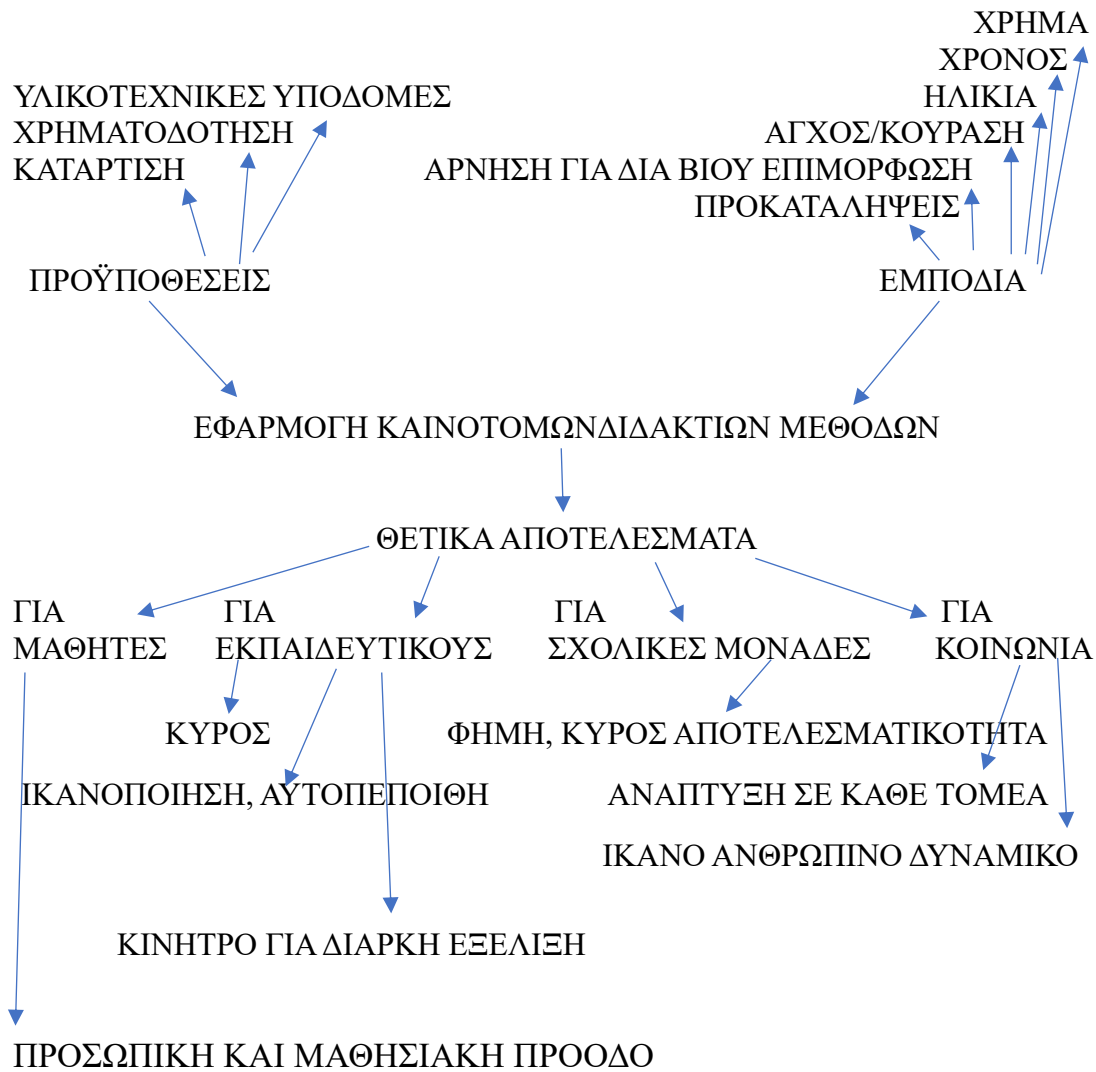 ΧΡΗΜΑ
ΧΡΟΝΟΣ
ΥΛΙΚΟΤΕΧΝΙΚΕΣ ΥΠΟΔΟΜΕΣ
ΗΛΙΚΙΑ
ΧΡΗΜΑΤΟΔΟΤΗΣΗ
ΑΓΧΟΣ/ΚΟΥΡΑΣΗ
ΚΑΤΑΡΤΙΣΗ
ΑΡΝΗΣΗ ΓΙΑ ΔΙΑ ΒΙΟΥ ΕΠΙΜΟΡΦΩΣΗ
ΠΡΟΚΑΤΑΛΗΨΕΙΣ
ΠΡΟΫΠΟΘΕΣΕΙΣ
ΕΜΠΟΔΙΑ
ΕΦΑΡΜΟΓΗ ΚΑΙΝΟΤΟΜΩΝΔΙΔΑΚΤΙΩΝ ΜΕΘΟΔΩΝ
ΘΕΤΙΚΑ ΑΠΟΤΕΛΕΣΜΑΤΑ
ΓΙΑ
ΜΑΘΗΤΕΣ
ΓΙΑ
ΕΚΠΑΙΔΕΥΤΙΚΟΥΣ
ΓΙΑ
ΣΧΟΛΙΚΕΣ ΜΟΝΑΔΕΣ
ΓΙΑ
ΚΟΙΝΩΝΙΑ
ΚΥΡΟΣ
ΦΗΜΗ, ΚΥΡΟΣ ΑΠΟΤΕΛΕΣΜΑΤΙΚΟΤΗΤΑ
ΙΚΑΝΟΠΟΙΗΣΗ, ΑΥΤΟΠΕΠΟΙΘΗ
ΑΝΑΠΤΥΞΗ ΣΕ ΚΑΘΕ ΤΟΜΕΑ
ΙΚΑΝΟ ΑΝΘΡΩΠΙΝΟ ΔΥΝΑΜΙΚΟ
ΚΙΝΗΤΡΟ ΓΙΑ ΔΙΑΡΚΗ ΕΞΕΛΙΞΗ
ΠΡΟΣΩΠΙΚΗ ΚΑΙ ΜΑΘΗΣΙΑΚΗ ΠΡΟΟΔΟ